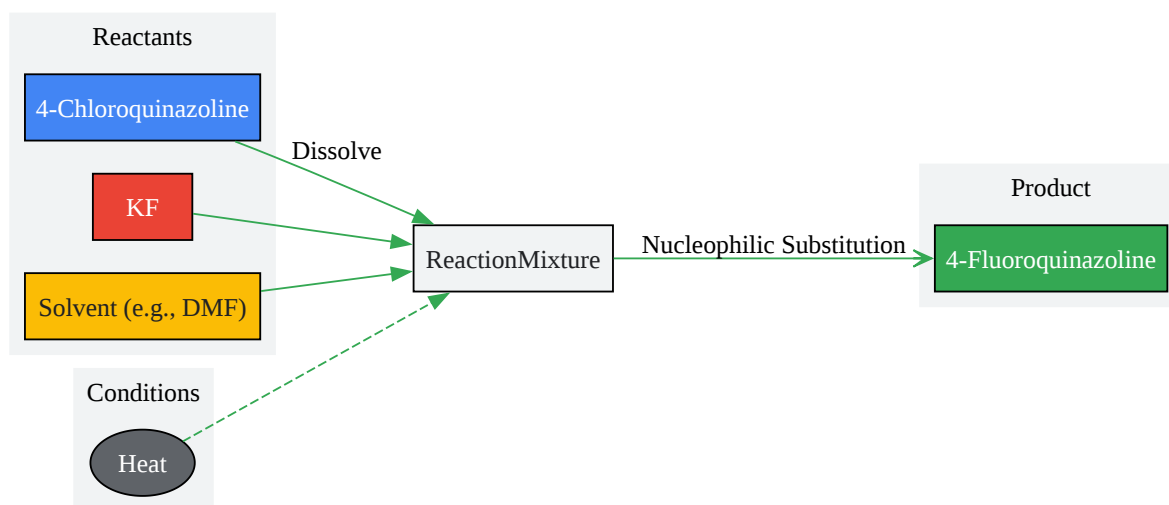 Reactants
4-Chloroquinazoline
Dissolve
KF
Product
Nucleophilic Substitution
ReactionMixture
4-Fluoroquinazoline
Solvent (e.g., DMF)
Conditions
Heat